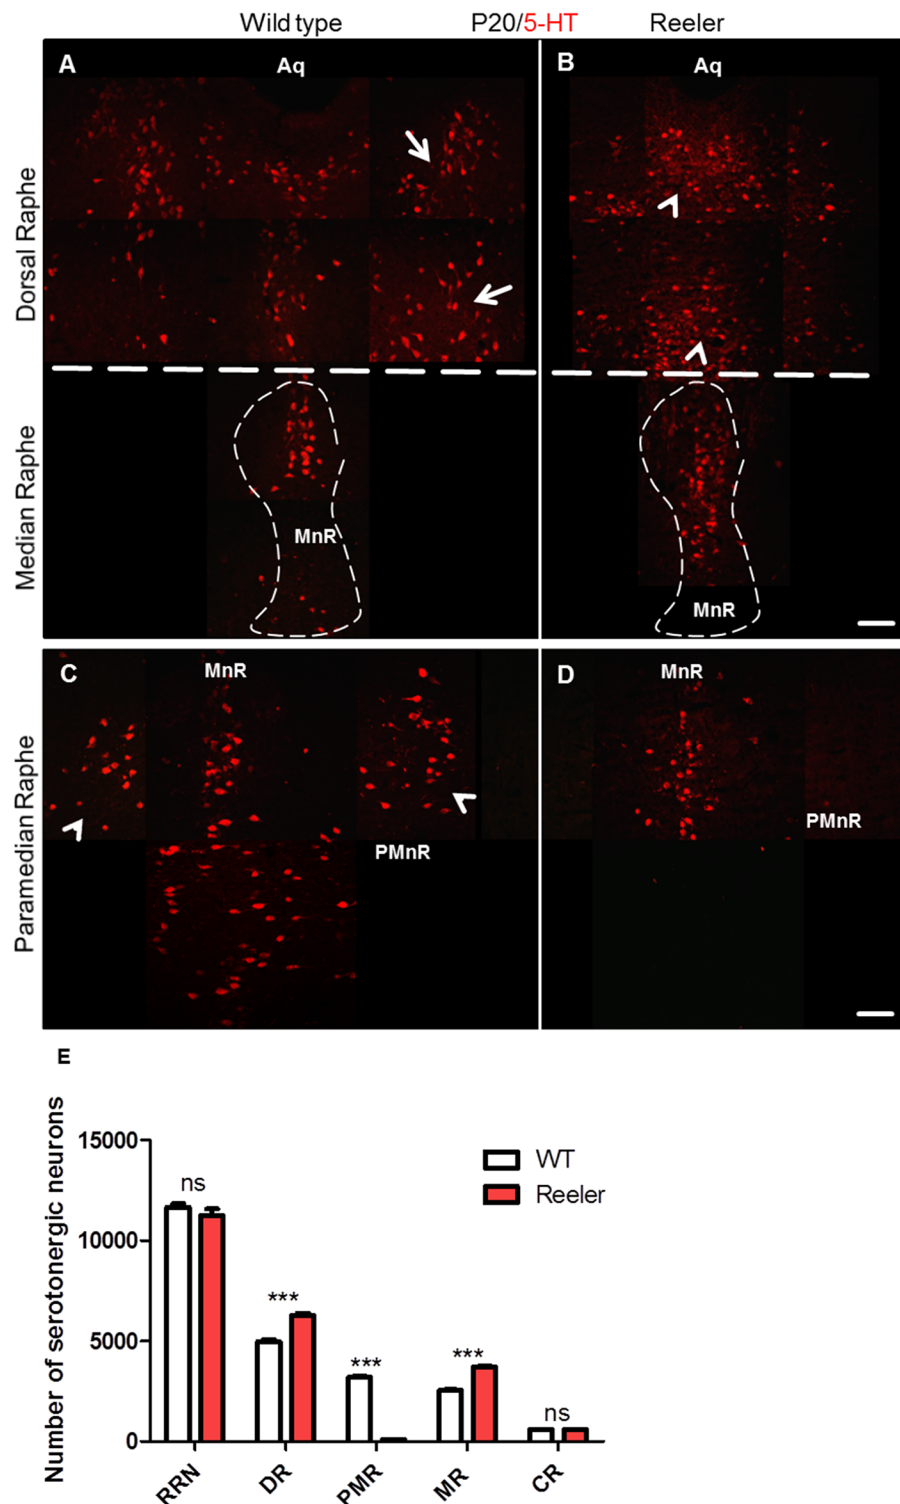 Wild type P20/5-HT Reeler
A
Aq
B
Aq
Dorsal Raphe
Median Raphe
MnR
MnR
C
MnR
D
MnR
Paramedian Raphe
PMnR
PMnR
E
Number of serotonergic neurons
15000
10000
5000
0
WT
Reeler
ns
***
***
***
ns
RRN
DR
PMR
MR
CR